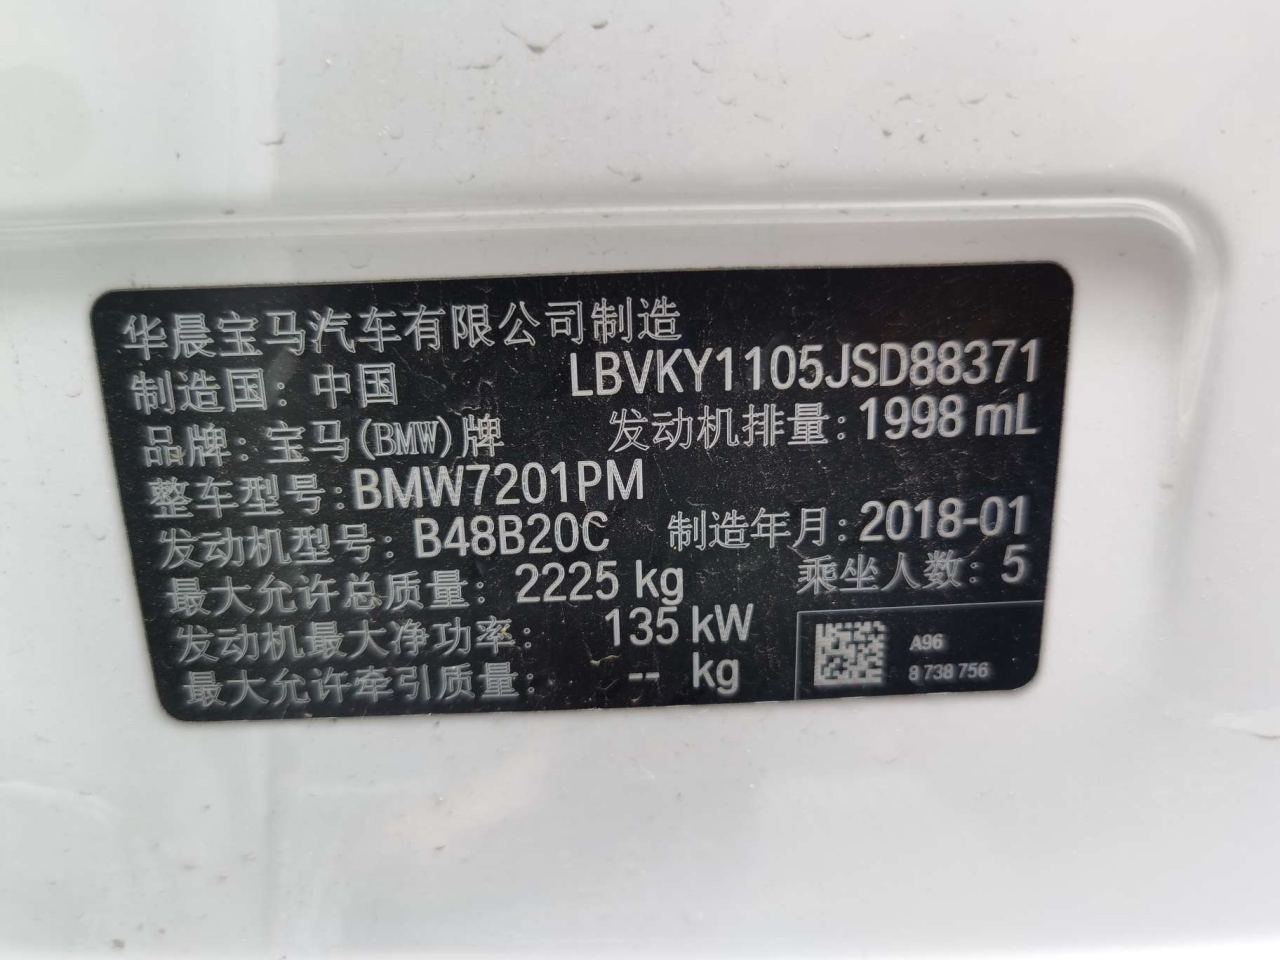 华晨宝马汽车有限公司制造
制造国：中国 LBVKY1105JSD88371
品牌：宝马(BMW)牌 发动机排量：1998 mL
整车型号：BMW7201PM
发动机型号：B48B20C 制造年月：2018-01
最大允许总质量：2225 kg 乘坐人数：5
发动机最大净功率：135 kW
最大允许牵引质量：-- kg
A96
8 738 756